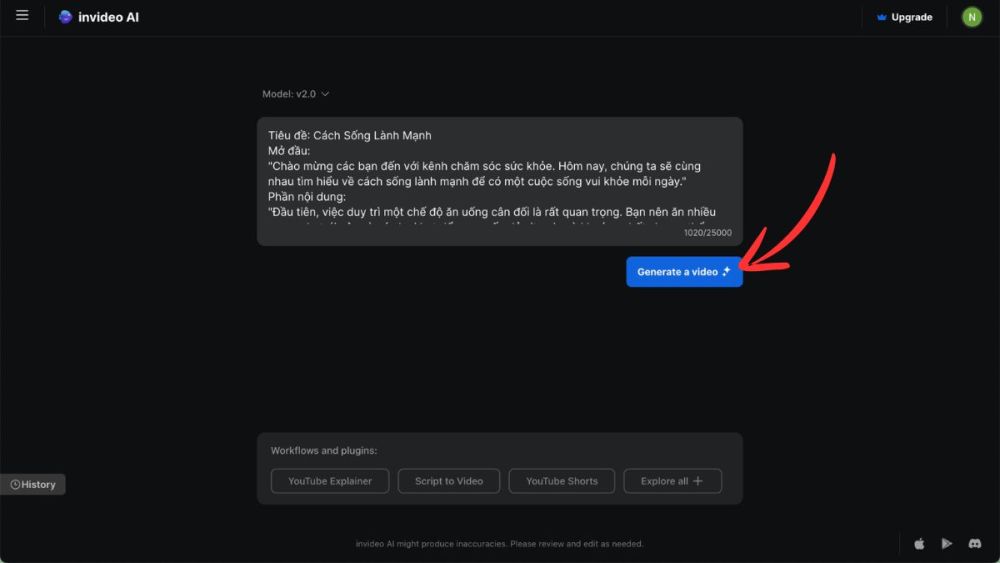 invideo AI
Upgrade
N
Model: v2.0
Tiêu đề: Cách Sống Lành Mạnh
Mở đầu:
"Chào mừng các bạn đến với kênh chăm sóc sức khỏe. Hôm nay, chúng ta sẽ cùng
nhau tìm hiểu về cách sống lành mạnh để có một cuộc sống vui khỏe mỗi ngày."
Phần nội dung:
"Đầu tiên, việc duy trì một chế độ ăn uống cân đối là rất quan trọng. Bạn nên ăn nhiều
1020/25000
Generate a video
Workflows and plugins:
YouTube Explainer
Script to Video
YouTube Shorts
Explore all +
History
invideo AI might produce inaccuracies. Please review and edit as needed.